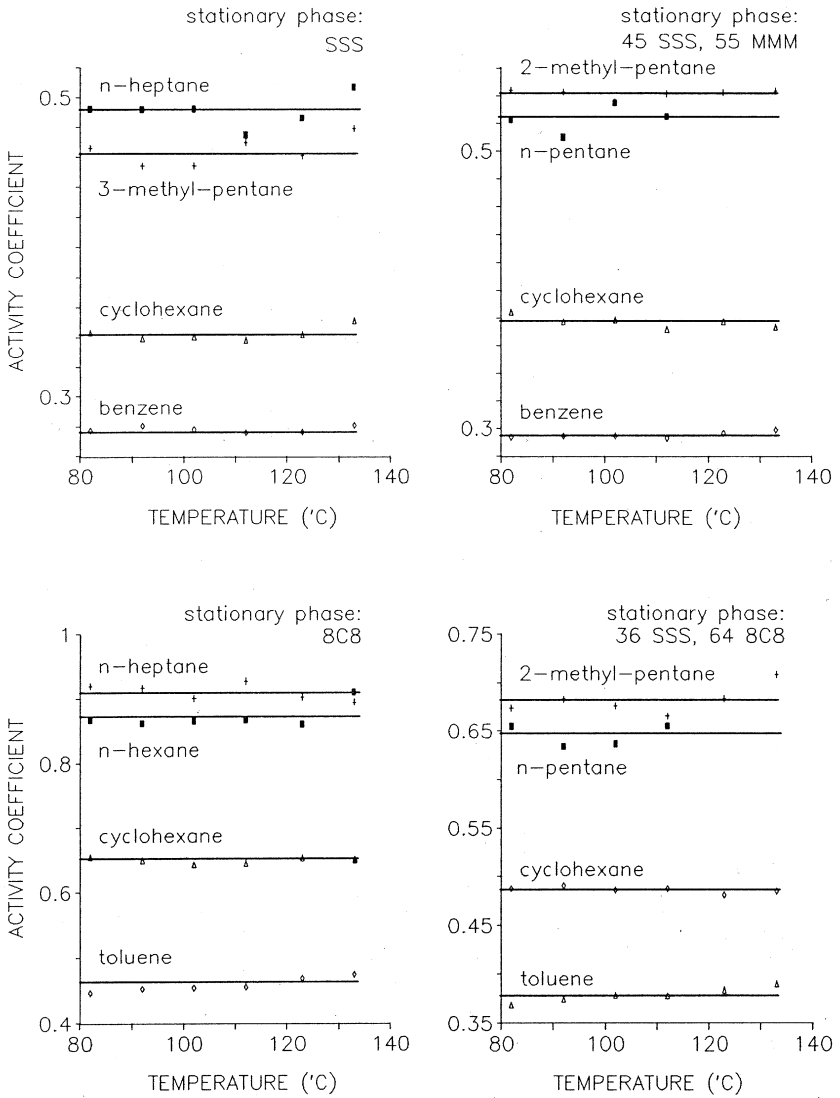 stationary phase:
SSS
n-heptane
0.5
3-methyl-pentane
cyclohexane
0.3
benzene
ACTIVITY COEFFICIENT
80 100 120 140
TEMPERATURE ('C)
stationary phase:
45 SSS, 55 MMM
2-methyl-pentane
0.5
n-pentane
cyclohexane
benzene
0.3
80 100 120 140
TEMPERATURE ('C)
stationary phase:
8C8
1
n-heptane
n-hexane
0.8
cyclohexane
0.6
toluene
0.4
ACTIVITY COEFFICIENT
80 100 120 140
TEMPERATURE ('C)
stationary phase:
36 SSS, 64 8C8
0.75
2-methyl-pentane
0.65
n-pentane
0.55
cyclohexane
0.45
toluene
0.35
80 100 120 140
TEMPERATURE ('C)